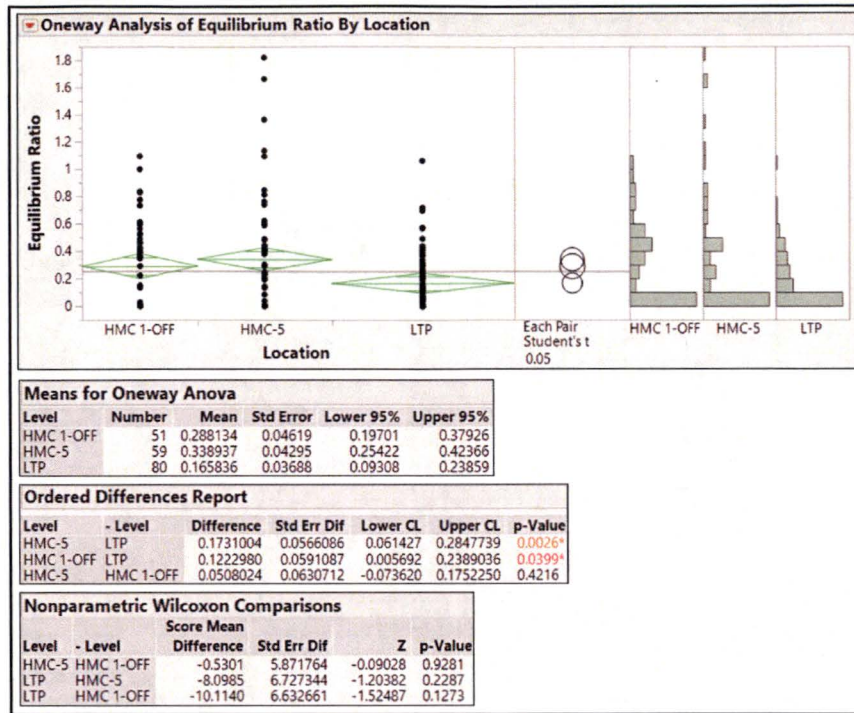 Oneway Analysis of Equilibrium Ratio By Location
Equilibrium Ratio
1.8
1.6
1.4
1.2
1
0.8
0.6
0.4
0.2
0
HMC 1-OFF HMC-5 LTP Each Pair HMC 1-OFF HMC-5 LTP
Student's t
Location 0.05
Means for Oneway Anova
Level Number Mean Std Error Lower 95% Upper 95%
HMC 1-OFF 51 0.288134 0.04619 0.19701 0.37926
HMC-5 59 0.338937 0.04295 0.25422 0.42366
LTP 80 0.165836 0.03688 0.09308 0.23859
Ordered Differences Report
Level - Level Difference Std Err Dif Lower CL Upper CL p-Value
HMC-5 LTP 0.1731004 0.0566086 0.061427 0.2847739 0.0026*
HMC 1-OFF LTP 0.1222980 0.0591087 0.005692 0.2389036 0.0399*
HMC-5 HMC 1-OFF 0.0508024 0.0630712 -0.073620 0.1752250 0.4216
Nonparametric Wilcoxon Comparisons
Score Mean
Level - Level Difference Std Err Dif Z p-Value
HMC-5 HMC 1-OFF -0.5301 5.871764 -0.09028 0.9281
LTP HMC-5 -8.0985 6.727344 -1.20382 0.2287
LTP HMC 1-OFF -10.1140 6.632661 -1.52487 0.1273